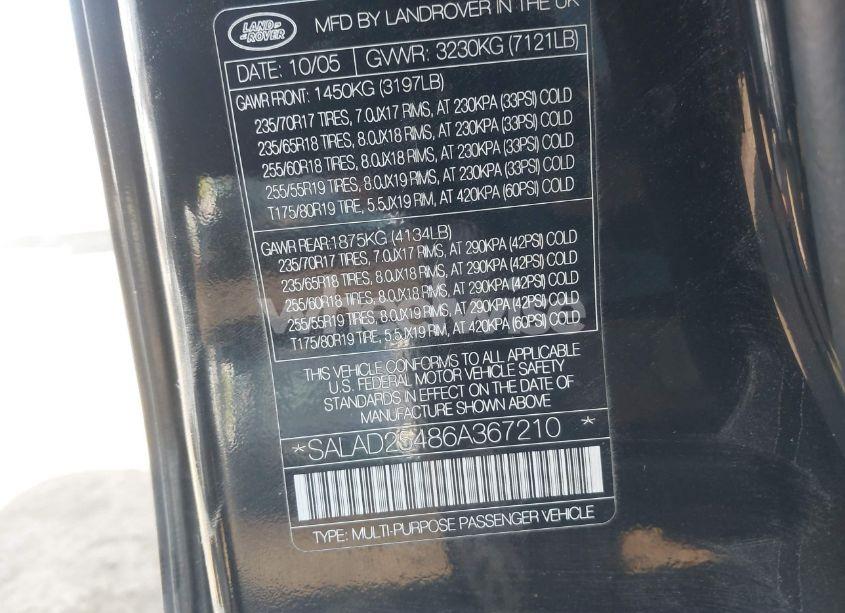 LAND
ROVER
MFD BY LANDROVER IN THE UK
DATE: 10/05 GVWR: 3230KG (7121LB)
GAWR FRONT: 1450KG (3197LB)
235/70R17 TIRES, 7.0JX17 RIMS, AT 230KPA (33PSI) COLD
235/65R18 TIRES, 8.0JX18 RIMS, AT 230KPA (33PSI) COLD
255/60R18 TIRES, 8.0JX18 RIMS, AT 230KPA (33PSI) COLD
255/55R19 TIRES, 8.0JX19 RIMS, AT 230KPA (33PSI) COLD
T175/80R19 TIRE, 5.5JX19 RIM, AT 420KPA (60PSI) COLD
GAWR REAR:1875KG (4134LB)
235/70R17 TIRES, 7.0JX17 RIMS, AT 290KPA (42PSI) COLD
235/65R18 TIRES, 8.0JX18 RIMS, AT 290KPA (42PSI) COLD
255/60R18 TIRES, 8.0JX18 RIMS, AT 290KPA (42PSI) COLD
255/55R19 TIRES, 8.0JX19 RIMS, AT 290KPA (42PSI) COLD
T175/80R19 TIRE, 5.5JX19 RIM, AT 420KPA (60PSI) COLD
THIS VEHICLE CONFORMS TO ALL APPLICABLE
U.S. FEDERAL MOTOR VEHICLE SAFETY
STANDARDS IN EFFECT ON THE DATE OF
MANUFACTURE SHOWN ABOVE
*SALAD25486A367210 *
TYPE: MULTI-PURPOSE PASSENGER VEHICLE